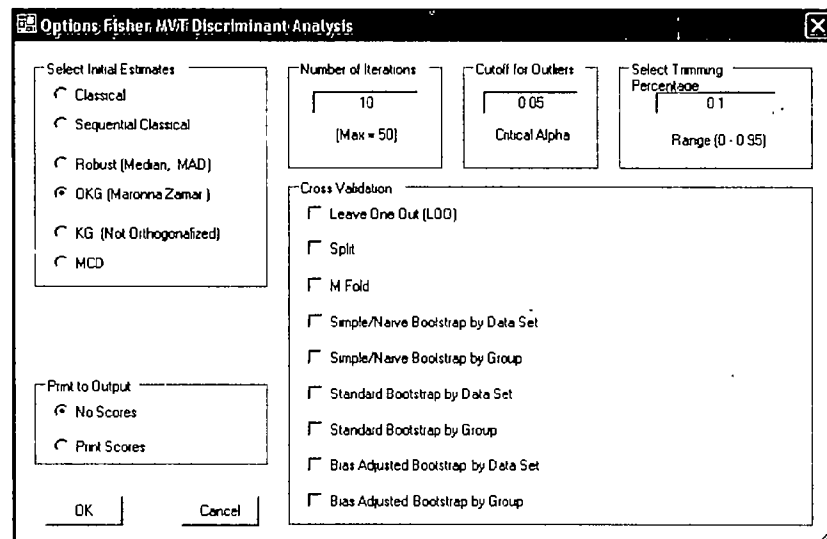 Options Fisher MVT Discriminant Analysis
Select Initial Estimates
Classical
Sequential Classical
Robust (Median, MAD)
OKG (Maronna Zamar)
KG (Not Orthogonalized)
MCD
Number of Iterations
10
(Max = 50)
Cutoff for Outliers
0.05
Critical Alpha
Select Trimming
Percentage
0.1
Range (0 - 0.95)
Cross Validation
Leave One Out (LOO)
Split
M Fold
Simple/Naive Bootstrap by Data Set
Simple/Naive Bootstrap by Group
Standard Bootstrap by Data Set
Standard Bootstrap by Group
Bias Adjusted Bootstrap by Data Set
Bias Adjusted Bootstrap by Group
Print to Output
No Scores
Print Scores
OK
Cancel